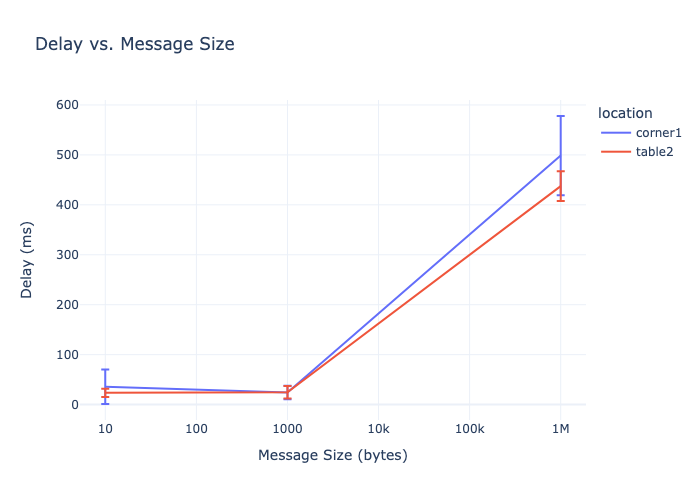 Delay vs. Message Size
location
corner1
table2
Delay (ms)
600
500
400
300
200
100
0
10 100 1000 10k 100k 1M
Message Size (bytes)